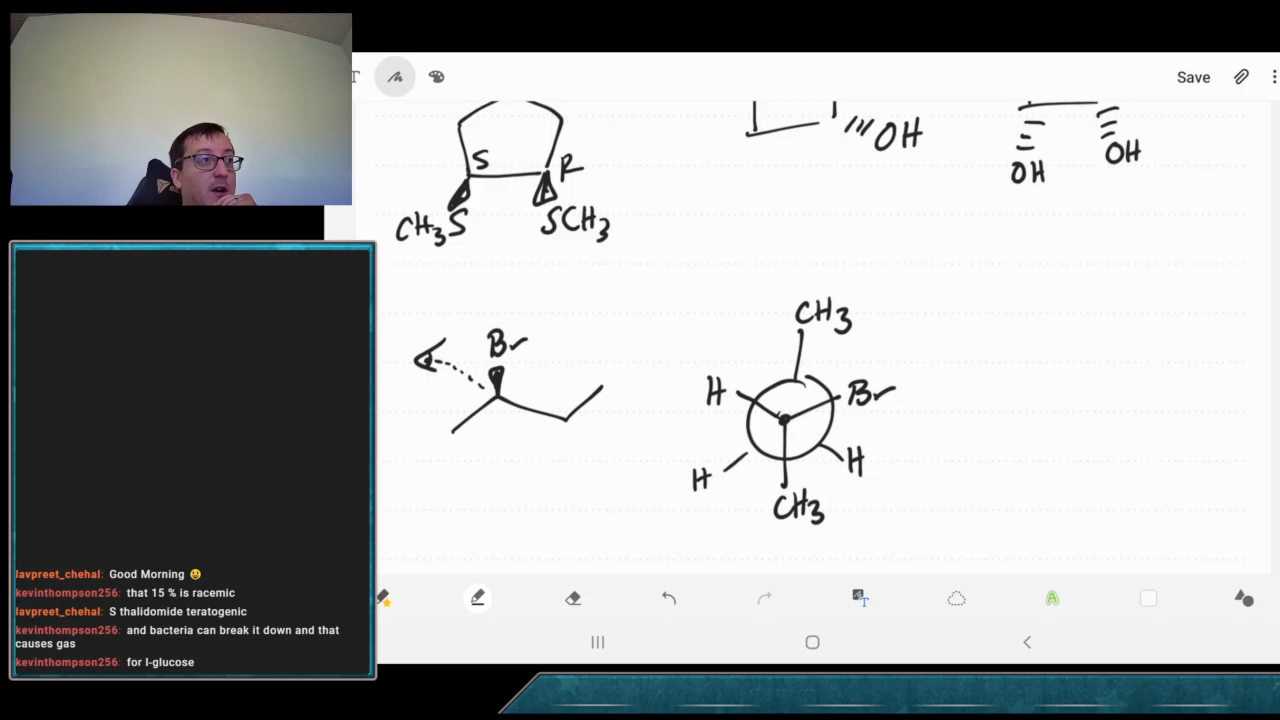 T
Save
OH
OH
OH
S
R
CH3S
SCH3
CH3
Br
H
Br
H
H
CH3
lavpreet_chehal: Good Morning 😃
kevinthompson256: that 15 % is racemic
lavpreet_chehal: S thalidomide teratogenic
kevinthompson256: and bacteria can break it down and that
causes gas
kevinthompson256: for l-glucose
T
A